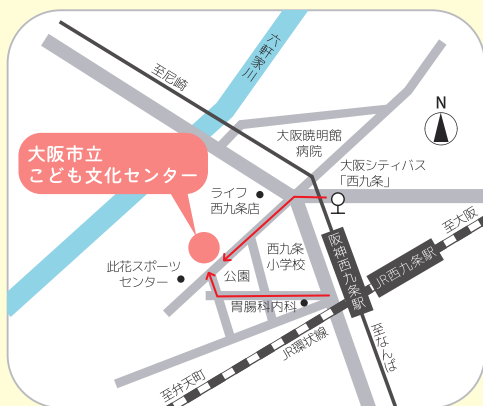 六軒家川
至尼崎
N
大阪暁明館
病院
大阪市立
こども文化センター
大阪シティバス
「西九条」
ライフ
西九条店
至大阪
阪神西九条駅
JR西九条駅
西九条
小学校
此花スポーツ
センター
公園
胃腸科内科
JR環状線
至なんば
至弁天町